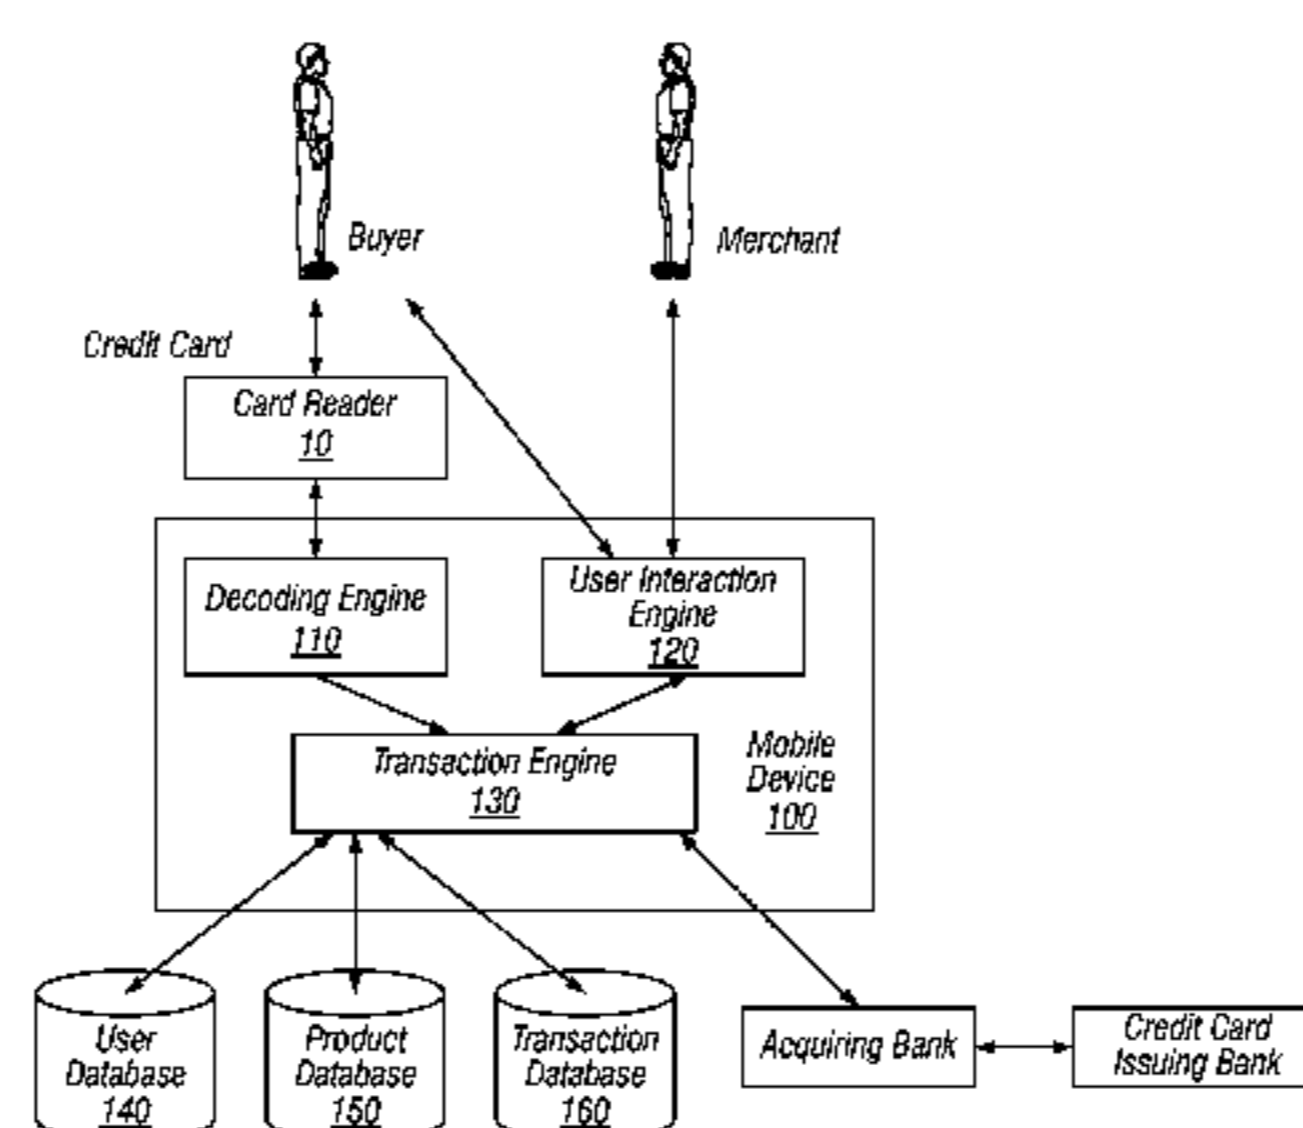 Buyer
Merchant
Credit Card
Card Reader
10
Decoding Engine
110
User Interaction
Engine
120
Transaction Engine
130
Mobile
Device
100
User
Database
140
Product
Database
150
Transaction
Database
160
Acquiring Bank
Credit Card
Issuing Bank